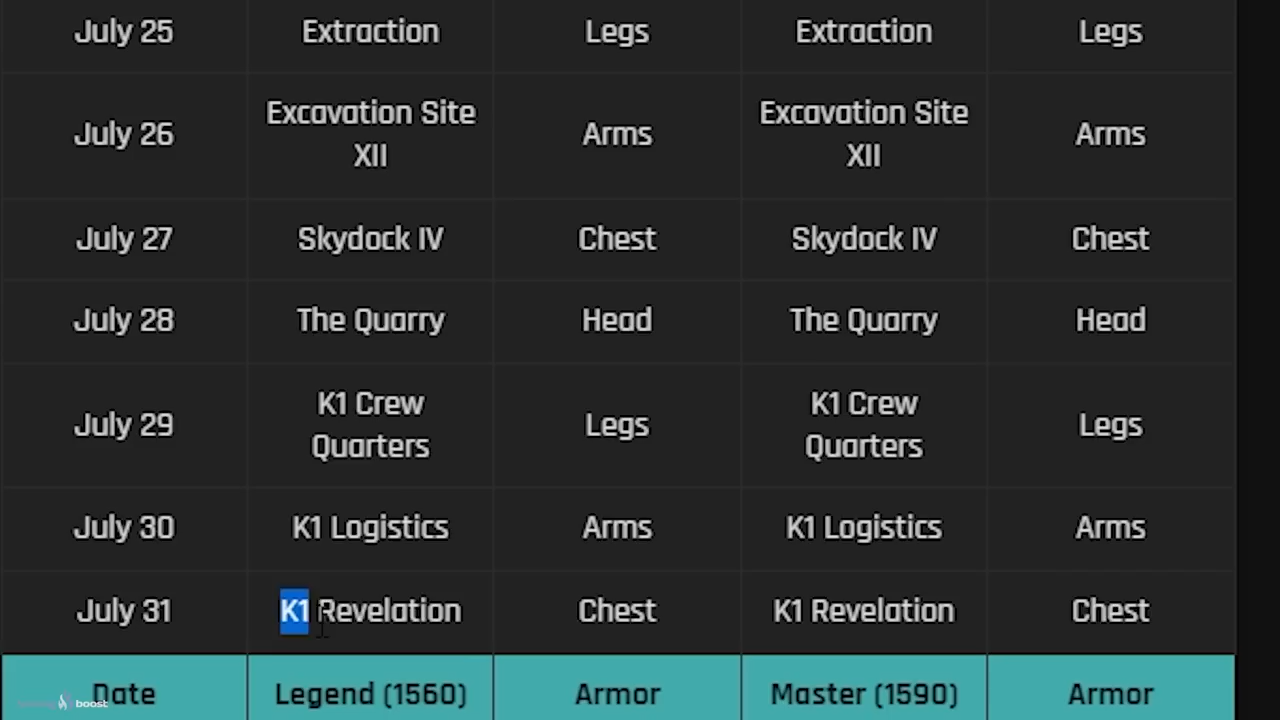 July 25 Extraction Legs Extraction Legs
July 26 Excavation Site XII Arms Excavation Site XII Arms
July 27 Skydock IV Chest Skydock IV Chest
July 28 The Quarry Head The Quarry Head
July 29 K1 Crew Quarters Legs K1 Crew Quarters Legs
July 30 K1 Logistics Arms K1 Logistics Arms
July 31 K1 Revelation Chest K1 Revelation Chest
Date Legend (1560) Armor Master (1590) Armor
boost